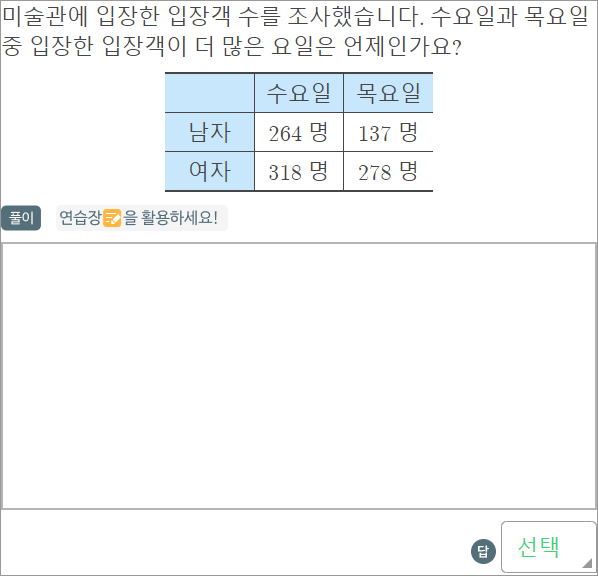 미술관에 입장한 입장객 수를 조사했습니다. 수요일과 목요일
중 입장한 입장객이 더 많은 요일은 언제인가요?
수요일 목요일
남자 264 명 137 명
여자 318 명 278 명
풀이 연습장을 활용하세요!
답 선택